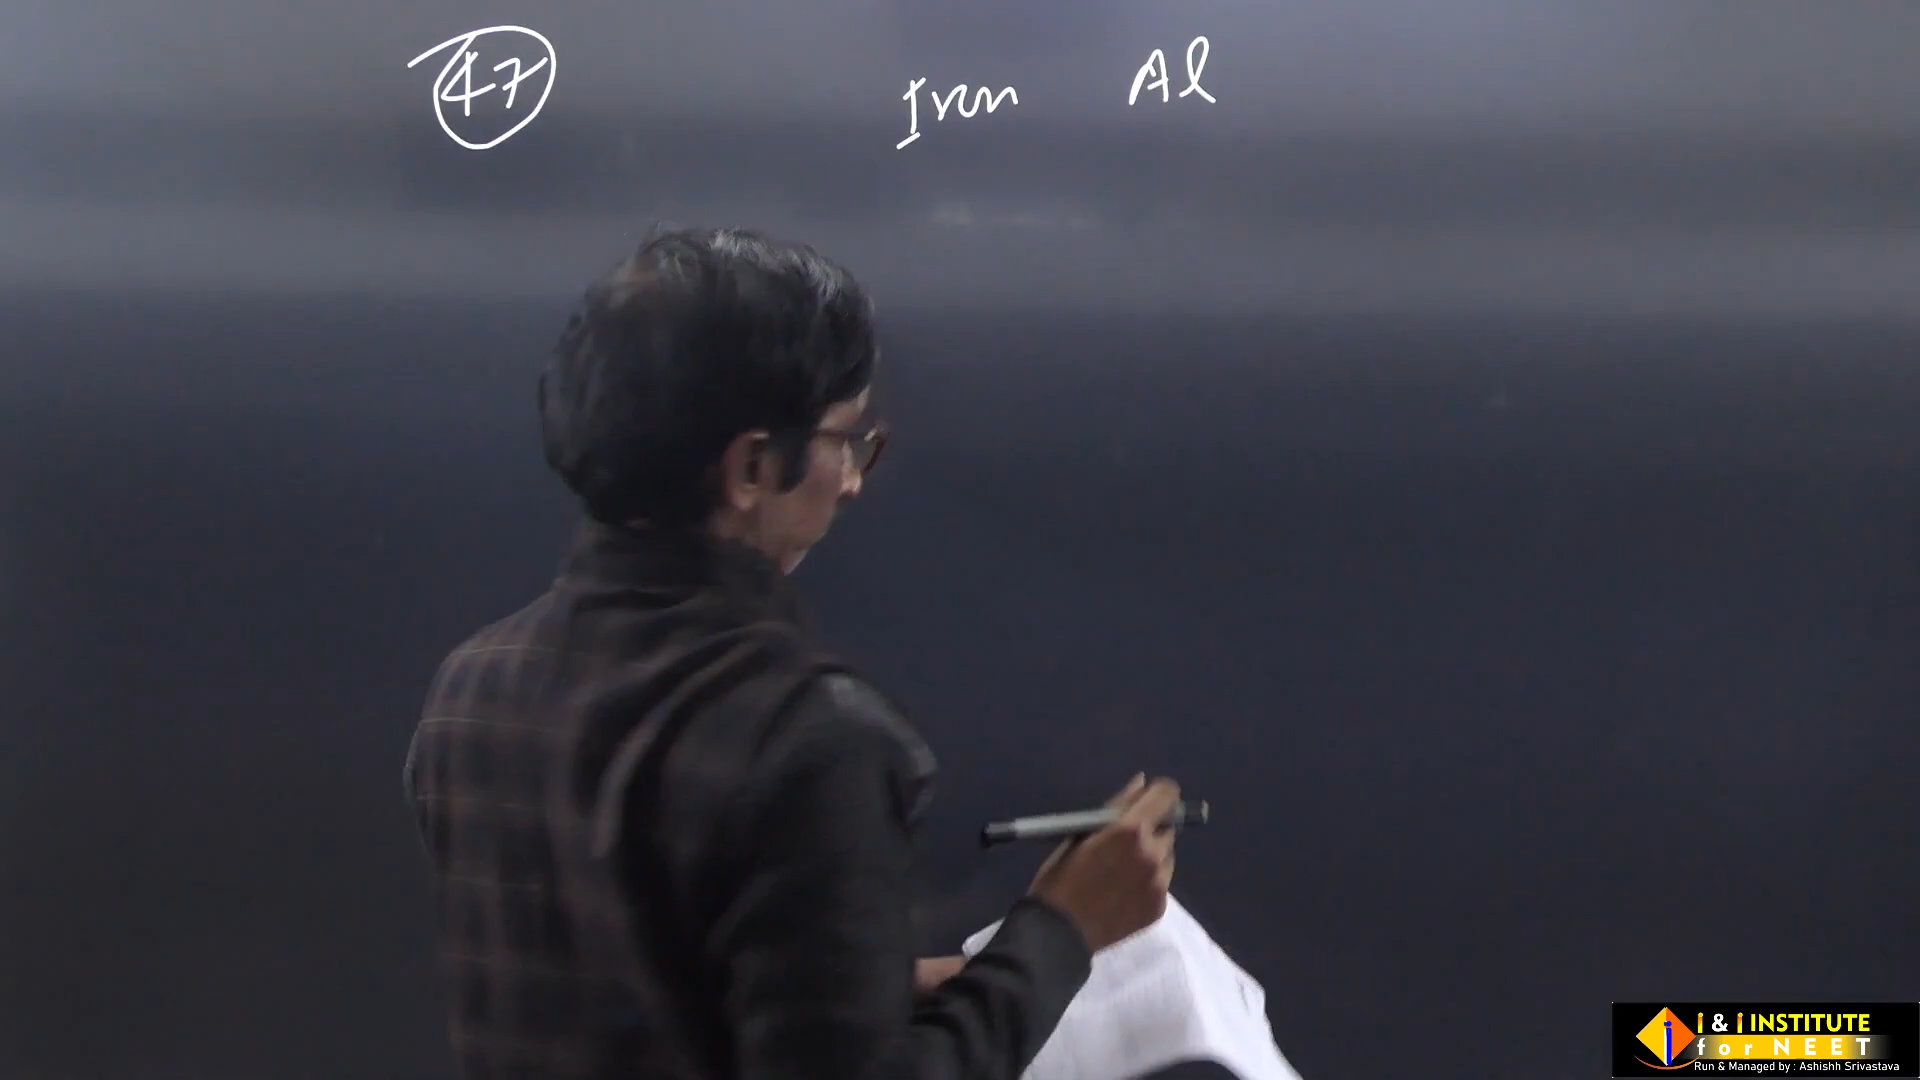 47 Iron Al
i & i INSTITUTE
for NEET
Run & Managed by : Ashishh Srivastava